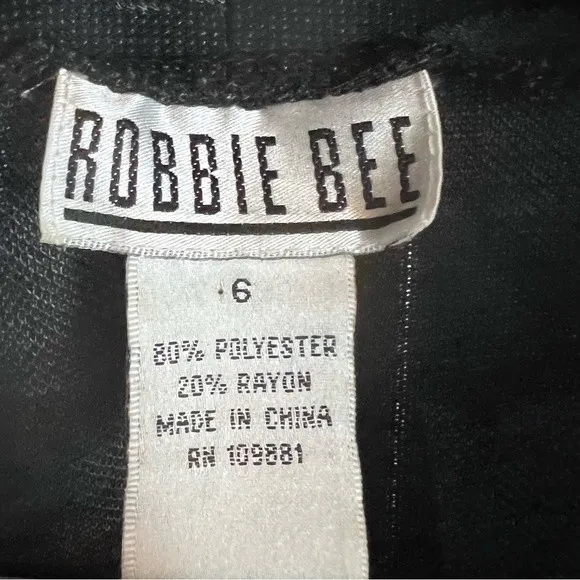 ROBBIE BEE
6
80% POLYESTER
20% RAYON
MADE IN CHINA
RN 109881